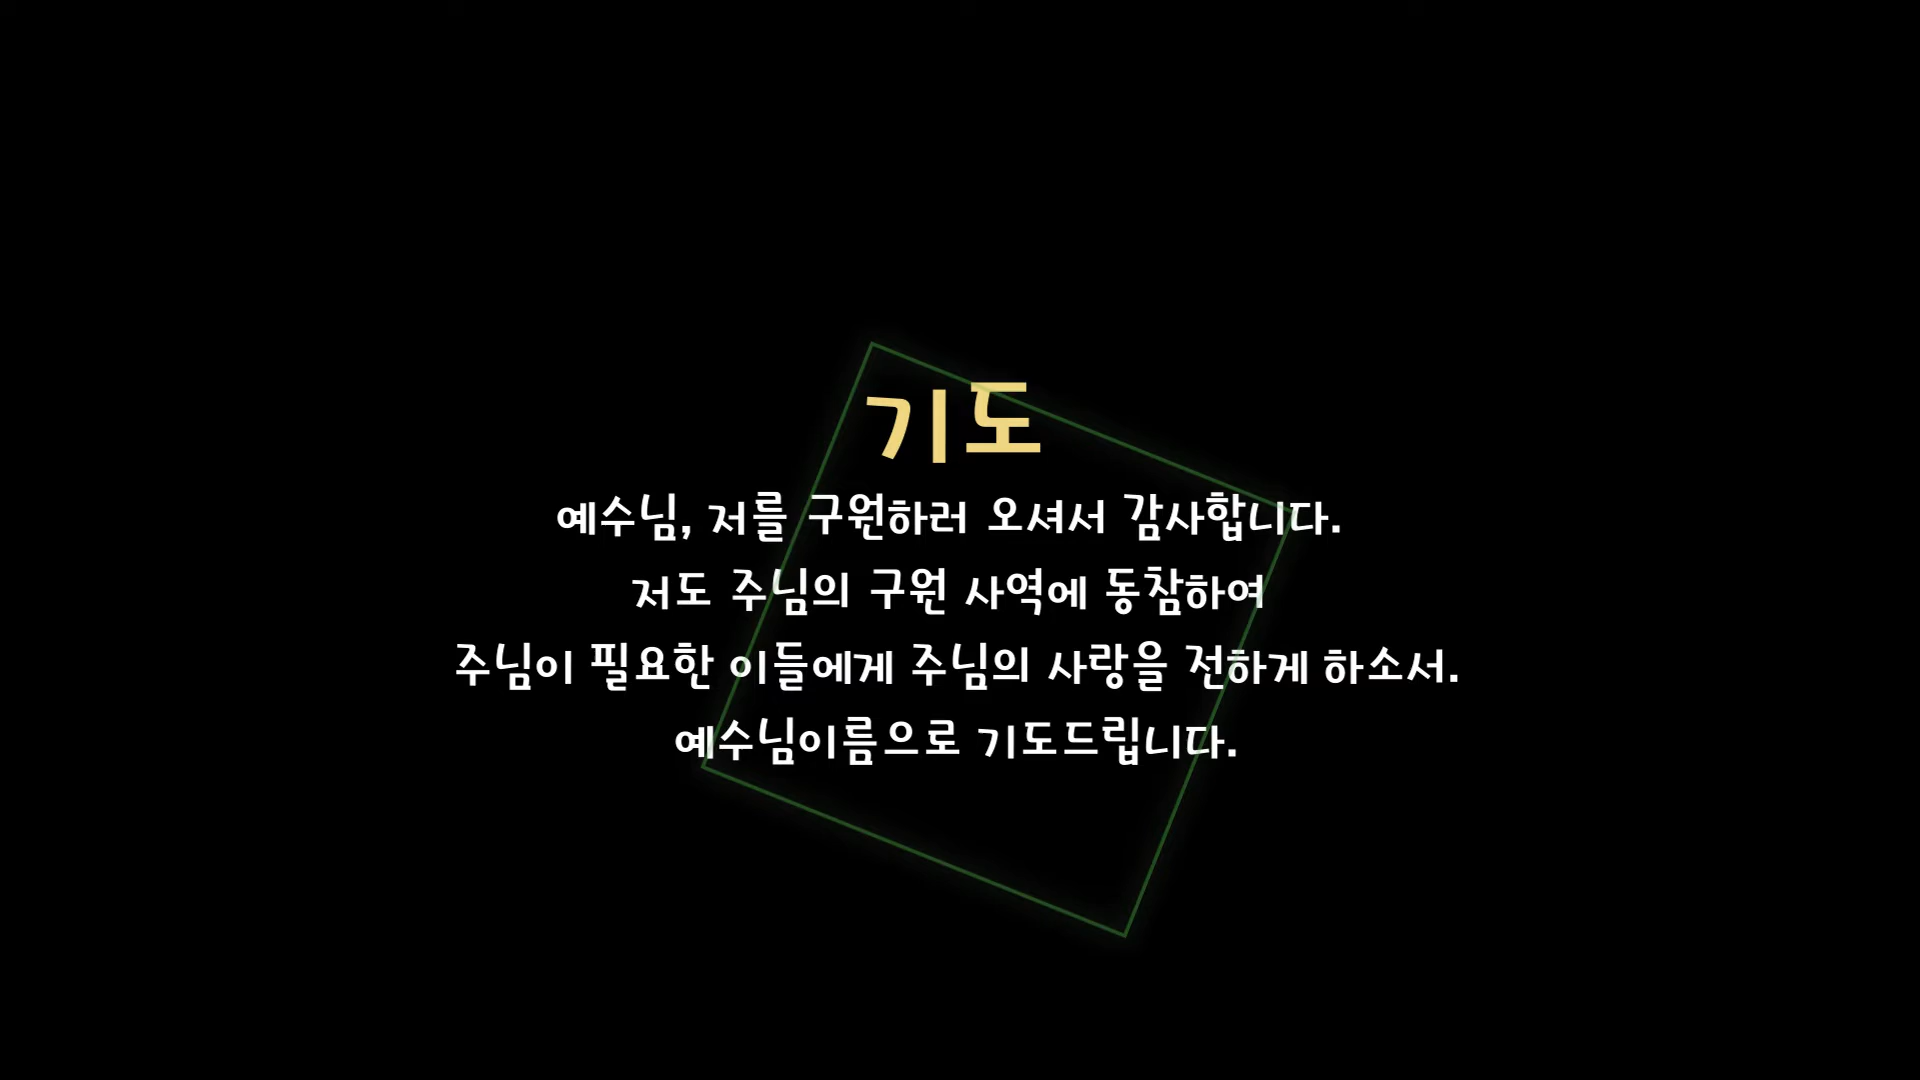 기도
예수님, 저를 구원하러 오셔서 감사합니다.
저도 주님의 구원 사역에 동참하여
주님이 필요한 이들에게 주님의 사랑을 전하게 하소서.
예수님이름으로 기도드립니다.